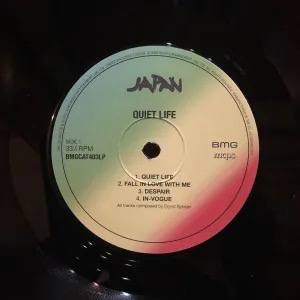 JAPAN
QUIET LIFE
SIDE 1
33⅓ RPM
BMGCAT403LP
BMG
mcps
1. QUIET LIFE
2. FALL IN LOVE WITH ME
3. DESPAIR
4. IN-VOGUE
All tracks composed by David Sylvian